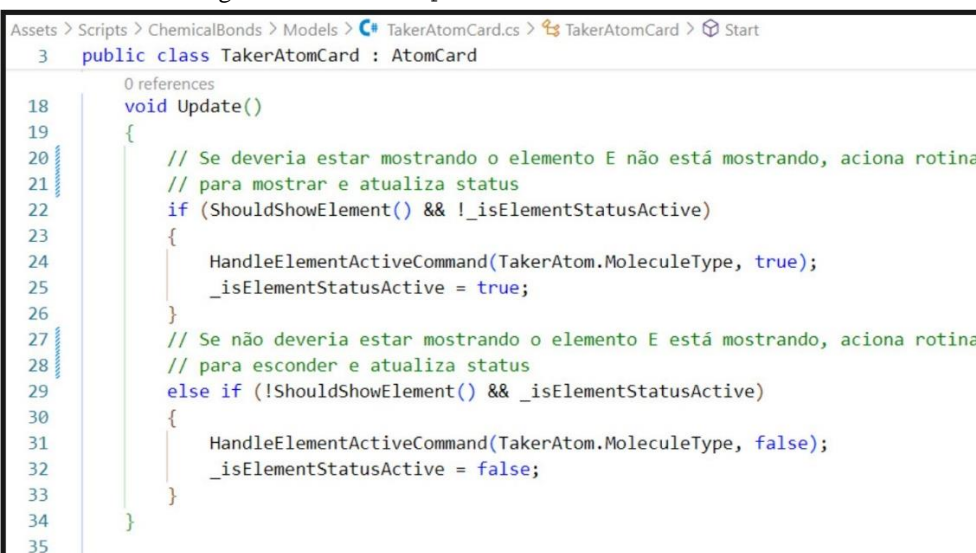 Assets > Scripts > ChemicalBonds > Models > C# TakerAtomCard.cs > TakerAtomCard > Start
3 public class TakerAtomCard : AtomCard
0 references
18 void Update()
19 {
20 // Se deveria estar mostrando o elemento E não está mostrando, aciona rotina
21 // para mostrar e atualiza status
22 if (ShouldShowElement() && !_isElementStatusActive)
23 {
24 HandleElementActiveCommand(TakerAtom.MoleculeType, true);
25 _isElementStatusActive = true;
26 }
27 // Se não deveria estar mostrando o elemento E está mostrando, aciona rotina
28 // para esconder e atualiza status
29 else if (!ShouldShowElement() && _isElementStatusActive)
30 {
31 HandleElementActiveCommand(TakerAtom.MoleculeType, false);
32 _isElementStatusActive = false;
33 }
34 }
35